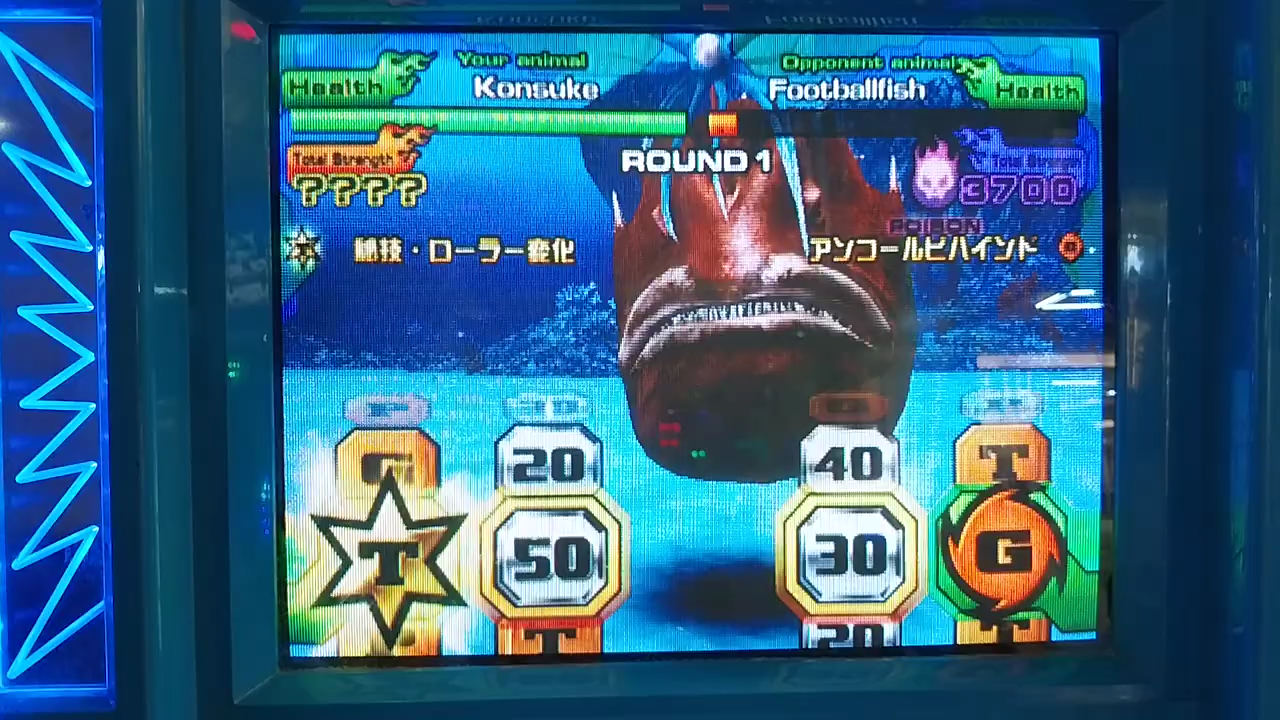 Your animal
Opponent animal
Health
Konsuke
Footballfish
Health
Total Strength
ROUND 1
????
3700
秘技・ローラー変化
アンコールビハインド
G
20
40
T
T
50
30
G
T
20
T